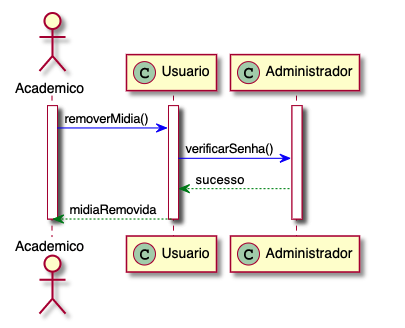 Academico
C Usuario
C Administrador
removerMidia()
verificarSenha()
sucesso
midiaRemovida
Academico
C Usuario
C Administrador